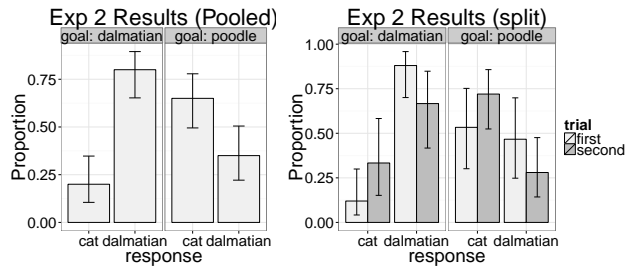 Exp 2 Results (Pooled)
goal: dalmatian goal: poodle
Proportion
0.75
0.50
0.25
0.00
cat dalmatian cat dalmatian
response
Exp 2 Results (split)
goal: dalmatian goal: poodle
Proportion
1.00
0.75
0.50
0.25
0.00
cat dalmatian cat dalmatian
response
trial
first
second